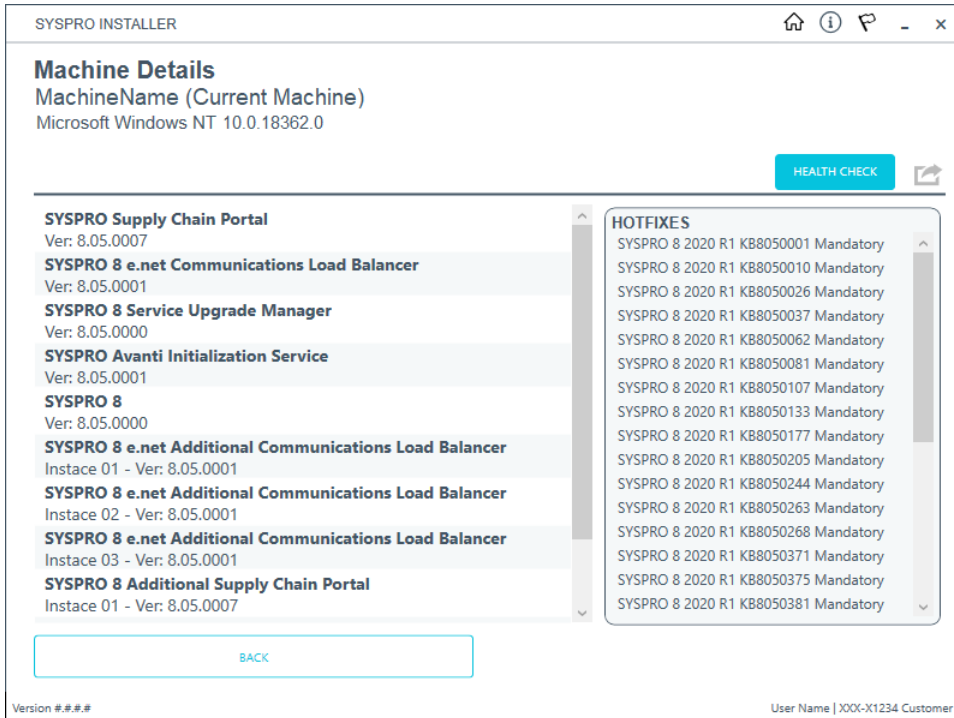 SYSPRO INSTALLER
Machine Details
MachineName (Current Machine)
Microsoft Windows NT 10.0.18362.0
HEALTH CHECK
SYSPRO Supply Chain Portal
Ver: 8.05.0007
SYSPRO 8 e.net Communications Load Balancer
Ver: 8.05.0001
SYSPRO 8 Service Upgrade Manager
Ver: 8.05.0000
SYSPRO Avanti Initialization Service
Ver: 8.05.0001
SYSPRO 8
Ver: 8.05.0000
SYSPRO 8 e.net Additional Communications Load Balancer
Instace 01 - Ver: 8.05.0001
SYSPRO 8 e.net Additional Communications Load Balancer
Instace 02 - Ver: 8.05.0001
SYSPRO 8 e.net Additional Communications Load Balancer
Instace 03 - Ver: 8.05.0001
SYSPRO 8 Additional Supply Chain Portal
Instace 01 - Ver: 8.05.0007
HOTFIXES
SYSPRO 8 2020 R1 KB8050001 Mandatory
SYSPRO 8 2020 R1 KB8050010 Mandatory
SYSPRO 8 2020 R1 KB8050026 Mandatory
SYSPRO 8 2020 R1 KB8050037 Mandatory
SYSPRO 8 2020 R1 KB8050062 Mandatory
SYSPRO 8 2020 R1 KB8050081 Mandatory
SYSPRO 8 2020 R1 KB8050107 Mandatory
SYSPRO 8 2020 R1 KB8050133 Mandatory
SYSPRO 8 2020 R1 KB8050177 Mandatory
SYSPRO 8 2020 R1 KB8050205 Mandatory
SYSPRO 8 2020 R1 KB8050244 Mandatory
SYSPRO 8 2020 R1 KB8050263 Mandatory
SYSPRO 8 2020 R1 KB8050268 Mandatory
SYSPRO 8 2020 R1 KB8050371 Mandatory
SYSPRO 8 2020 R1 KB8050375 Mandatory
SYSPRO 8 2020 R1 KB8050381 Mandatory
BACK
Version #.#.#.#
User Name | XXX-X1234 Customer